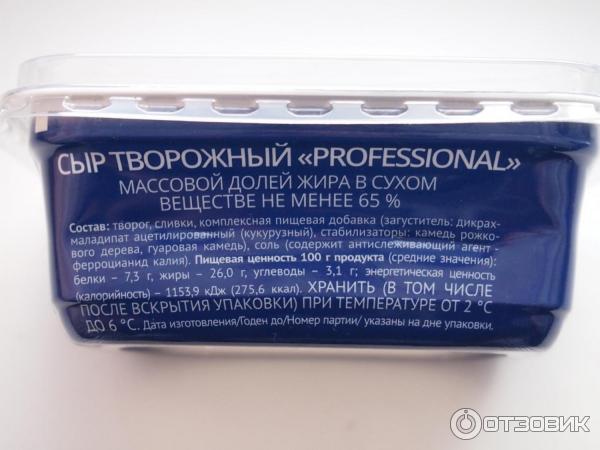 СЫР ТВОРОЖНЫЙ «PROFESSIONAL»
МАССОВОЙ ДОЛЕЙ ЖИРА В СУХОМ
ВЕЩЕСТВЕ НЕ МЕНЕЕ 65 %
Состав: творог, сливки, комплексная пищевая добавка (загуститель: дикрах-
маладипат ацетилированный (кукурузный), стабилизаторы: камедь рожко-
вого дерева, гуаровая камедь), соль (содержит антислеживающий агент -
ферроцианид калия). Пищевая ценность 100 г продукта (средние значения):
белки – 7,3 г, жиры – 26,0 г, углеводы – 3,1 г; энергетическая ценность
(калорийность) – 1153,9 кДж (275,6 ккал). ХРАНИТЬ (В ТОМ ЧИСЛЕ
ПОСЛЕ ВСКРЫТИЯ УПАКОВКИ) ПРИ ТЕМПЕРАТУРЕ ОТ 2 °C
ДО 6 °C. Дата изготовления/Годен до/Номер партии/ указаны на дне упаковки.
ОТЗОВИК